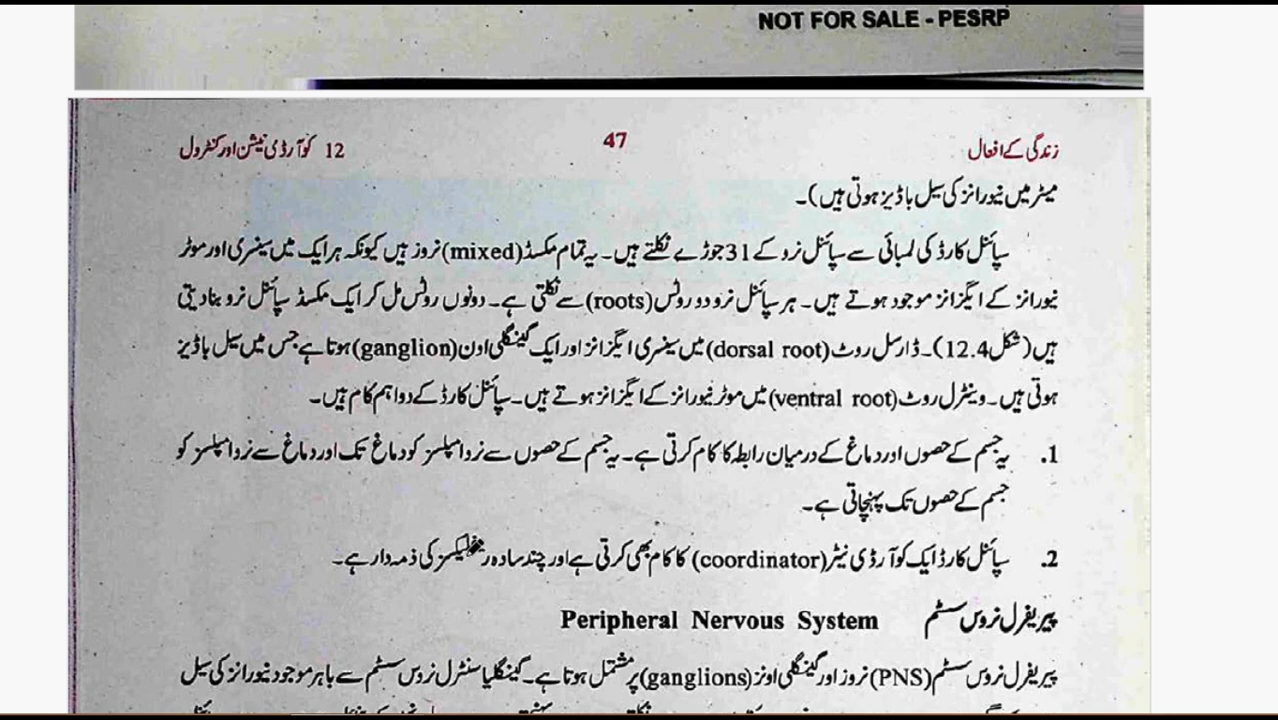 NOT FOR SALE - PESRP
زندگی کے افعال
47
12 کوآرڈی نیشن اور کنٹرول
میٹر میں نیورانز کی سیل باڈیز ہوتی ہیں)۔
سپائنل کارڈ کی لمبائی سے سپائنل نرو کے 31 جوڑے نکلتے ہیں۔ یہ تمام مکسڈ (mixed) نروز ہیں کیونکہ ہر ایک میں سینسری اور موٹر
نیورانز کے ایگزانز موجود ہوتے ہیں۔ ہر سپائنل نرو دو روٹس (roots) سے نکلتی ہے۔ دونوں روٹس مل کر ایک مکسڈ سپائنل نرو بنا دیتی
ہیں (شکل 12.4)۔ ڈارسل روٹ (dorsal root) میں سینسری ایگزانز اور ایک گینگلی اون (ganglion) ہوتا ہے جس میں سیل باڈیز
ہوتی ہیں۔ وینٹرل روٹ (ventral root) میں موٹر نیورانز کے ایگزانز ہوتے ہیں۔ سپائنل کارڈ کے دو اہم کام ہیں۔
1. یہ جسم کے حصوں اور دماغ کے درمیان رابطہ کا کام کرتی ہے۔ یہ جسم کے حصوں سے نرو امپلسز کو دماغ تک اور دماغ سے نرو امپلسز کو
جسم کے حصوں تک پہنچاتی ہے۔
2. سپائنل کارڈ ایک کوآرڈی نیٹر (coordinator) کا کام بھی کرتی ہے اور چند سادہ ریفلیکسز کی ذمہ دار ہے۔
پیریفرل نروس سسٹم Peripheral Nervous System
پیریفرل نروس سسٹم (PNS) نروز اور گینگلی اونز (ganglions) پر مشتمل ہوتا ہے۔ گینگلیا سنٹرل نروس سسٹم سے باہر موجود نیورانز کی سیل